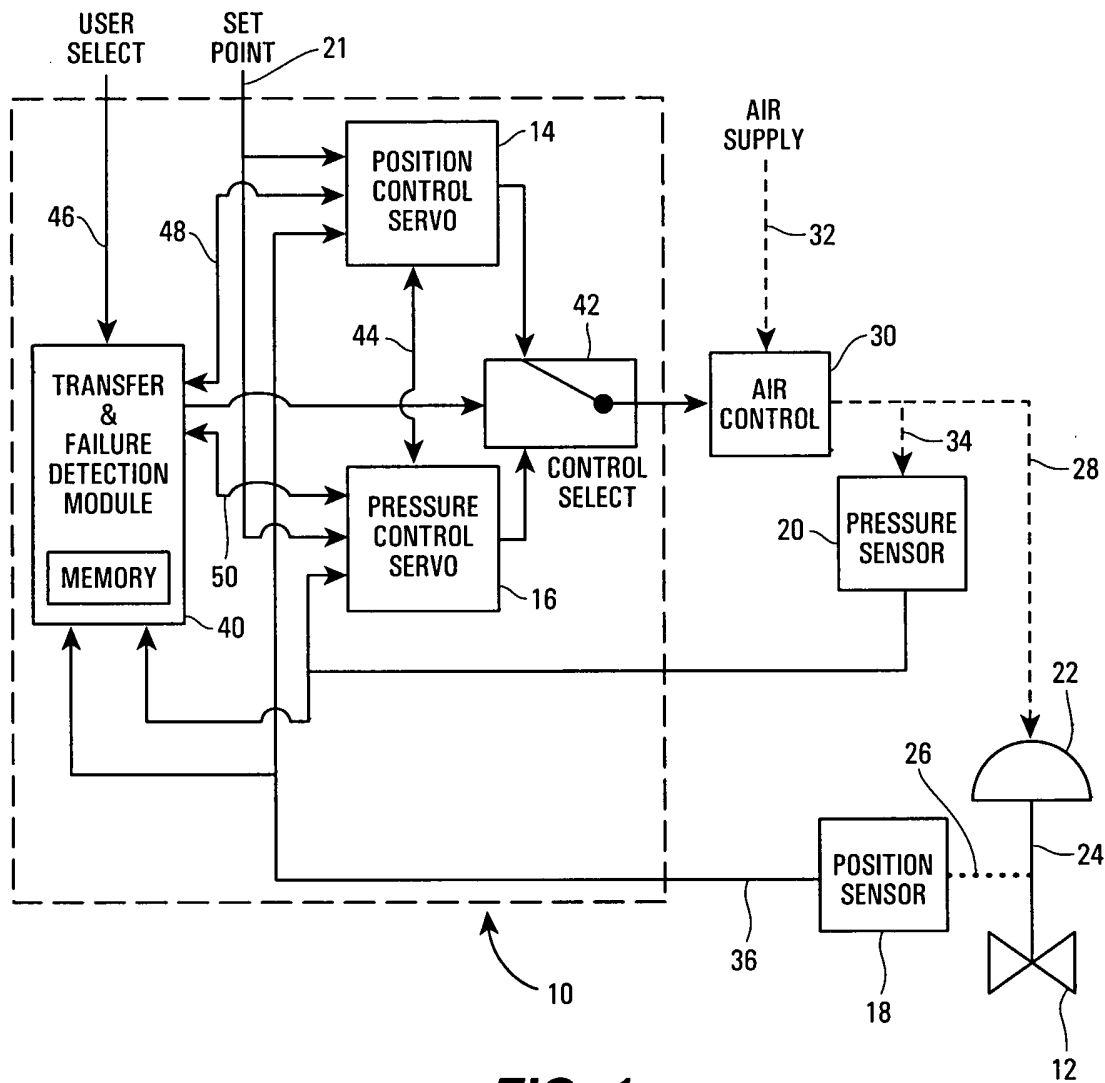 USER
SELECT
SET
POINT
21
14
POSITION
CONTROL
SERVO
AIR
SUPPLY
46
48
32
44
42
30
TRANSFER
&
FAILURE
DETECTION
MODULE
MEMORY
40
AIR
CONTROL
34
28
CONTROL
SELECT
PRESSURE
CONTROL
SERVO
50
16
20
PRESSURE
SENSOR
22
26
24
POSITION
SENSOR
36
18
10
12